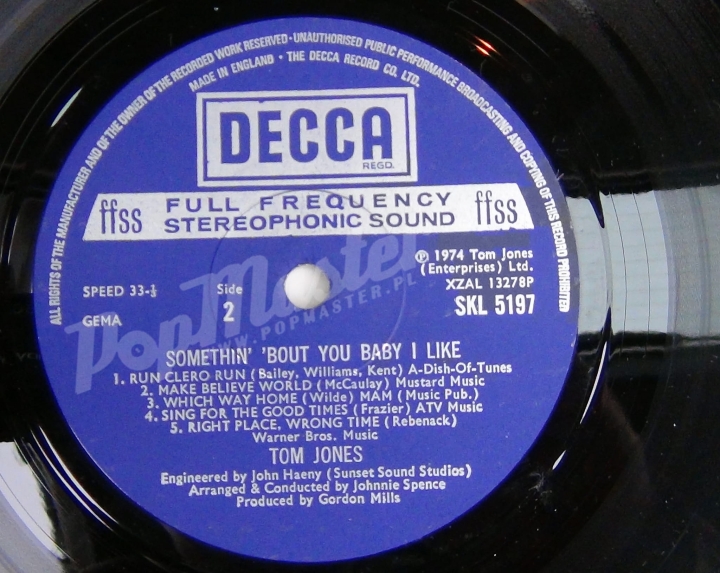 ALL RIGHTS OF THE MANUFACTURER AND OF THE OWNER OF THE RECORDED WORK RESERVED · UNAUTHORISED PUBLIC PERFORMANCE BROADCASTING AND COPYING OF THIS RECORD PROHIBITED
MADE IN ENGLAND · THE DECCA RECORD CO. LTD.
DECCA
REGD.
ffss FULL FREQUENCY STEREOPHONIC SOUND ffss
SPEED 33-⅓
GEMA
Side
2
℗ 1974 Tom Jones
(Enterprises) Ltd.
XZAL 13278P
SKL 5197
PopMaster
WWW.POPMASTER.PL
SOMETHIN' 'BOUT YOU BABY I LIKE
1. RUN CLERO RUN (Bailey, Williams, Kent) A-Dish-Of-Tunes
2. MAKE BELIEVE WORLD (McCaulay) Mustard Music
3. WHICH WAY HOME (Wilde) MAM (Music Pub.)
4. SING FOR THE GOOD TIMES (Frazier) ATV Music
5. RIGHT PLACE, WRONG TIME (Rebenack)
Warner Bros. Music
TOM JONES
Engineered by John Haeny (Sunset Sound Studios)
Arranged & Conducted by Johnnie Spence
Produced by Gordon Mills